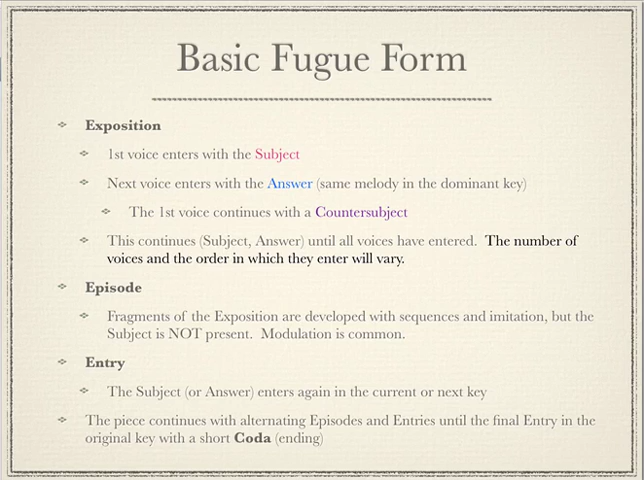 Basic Fugue Form
Exposition
1st voice enters with the Subject
Next voice enters with the Answer (same melody in the dominant key)
The 1st voice continues with a Countersubject
This continues (Subject, Answer) until all voices have entered. The number of
voices and the order in which they enter will vary.
Episode
Fragments of the Exposition are developed with sequences and imitation, but the
Subject is NOT present. Modulation is common.
Entry
The Subject (or Answer) enters again in the current or next key
The piece continues with alternating Episodes and Entries until the final Entry in the
original key with a short Coda (ending)